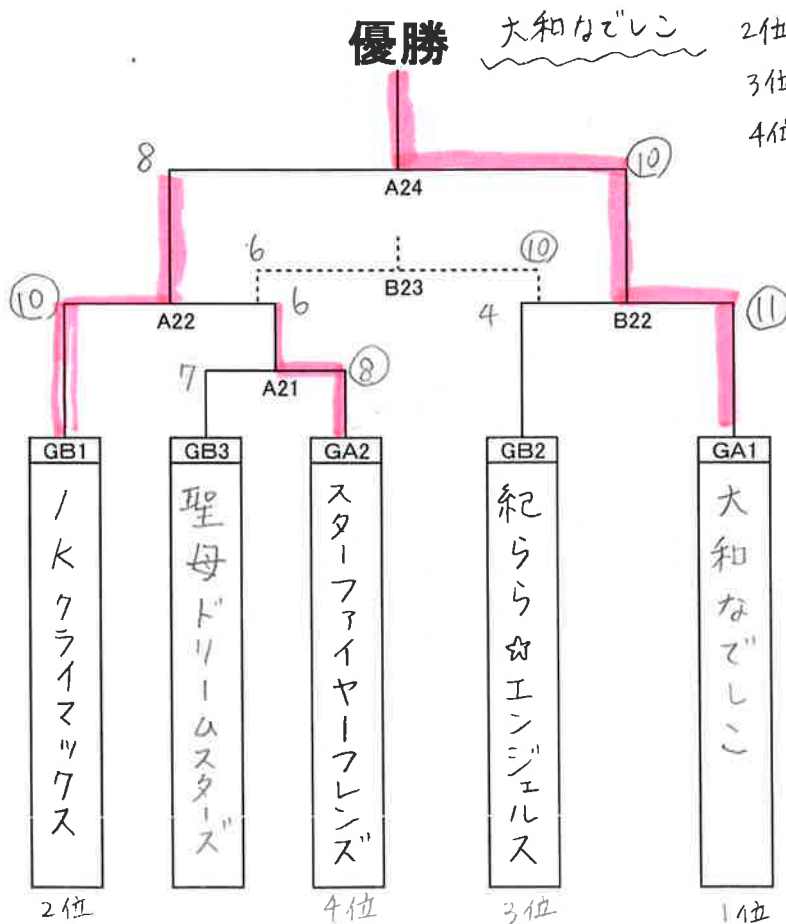 優勝 大和なでしこ 2位
3位
4位
8 ⑩
A24
6 ⑩
B23
⑩ 6 4 ⑪
A22 B22
7 ⑧
A21
GB1 GB3 GA2 GB2 GA1
IKクライマックス
聖母ドリームスターズ
スターファイヤーフレンズ
紀らら☆エンジェルス
大和なでしこ
2位 4位 3位 1位